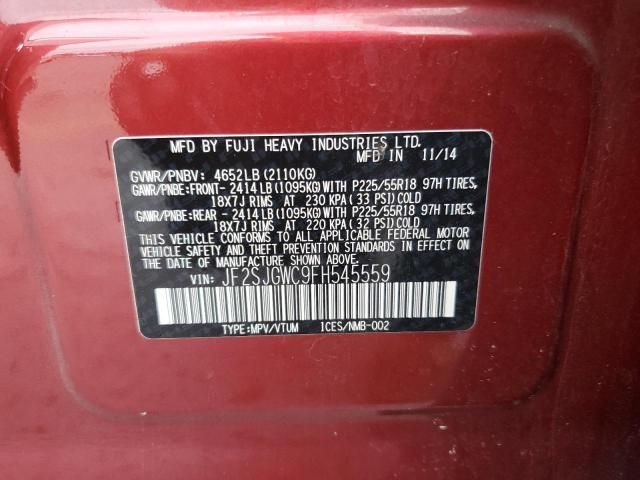 MFD BY FUJI HEAVY INDUSTRIES LTD.
MFD IN 11/14
GVWR/PNBV: 4652LB (2110KG)
GAWR/PNBE:FRONT- 2414 LB (1095KG) WITH P225/55R18 97H TIRES,
18X7J RIMS AT 230 KPA ( 33 PSI) COLD
GAWR/PNBE:REAR - 2414 LB (1095KG) WITH P225/55R18 97H TIRES,
18X7J RIMS AT 220 KPA ( 32 PSI) COLD
THIS VEHICLE CONFORMS TO ALL APPLICABLE FEDERAL MOTOR
VEHICLE SAFETY AND THEFT PREVENTION STANDARDS IN EFFECT
ON THE DATE OF MANUFACTURE SHOWN ABOVE.
VIN: JF2SJGWC9FH545559
TYPE:MPV/VTUM ICES/NMB-002